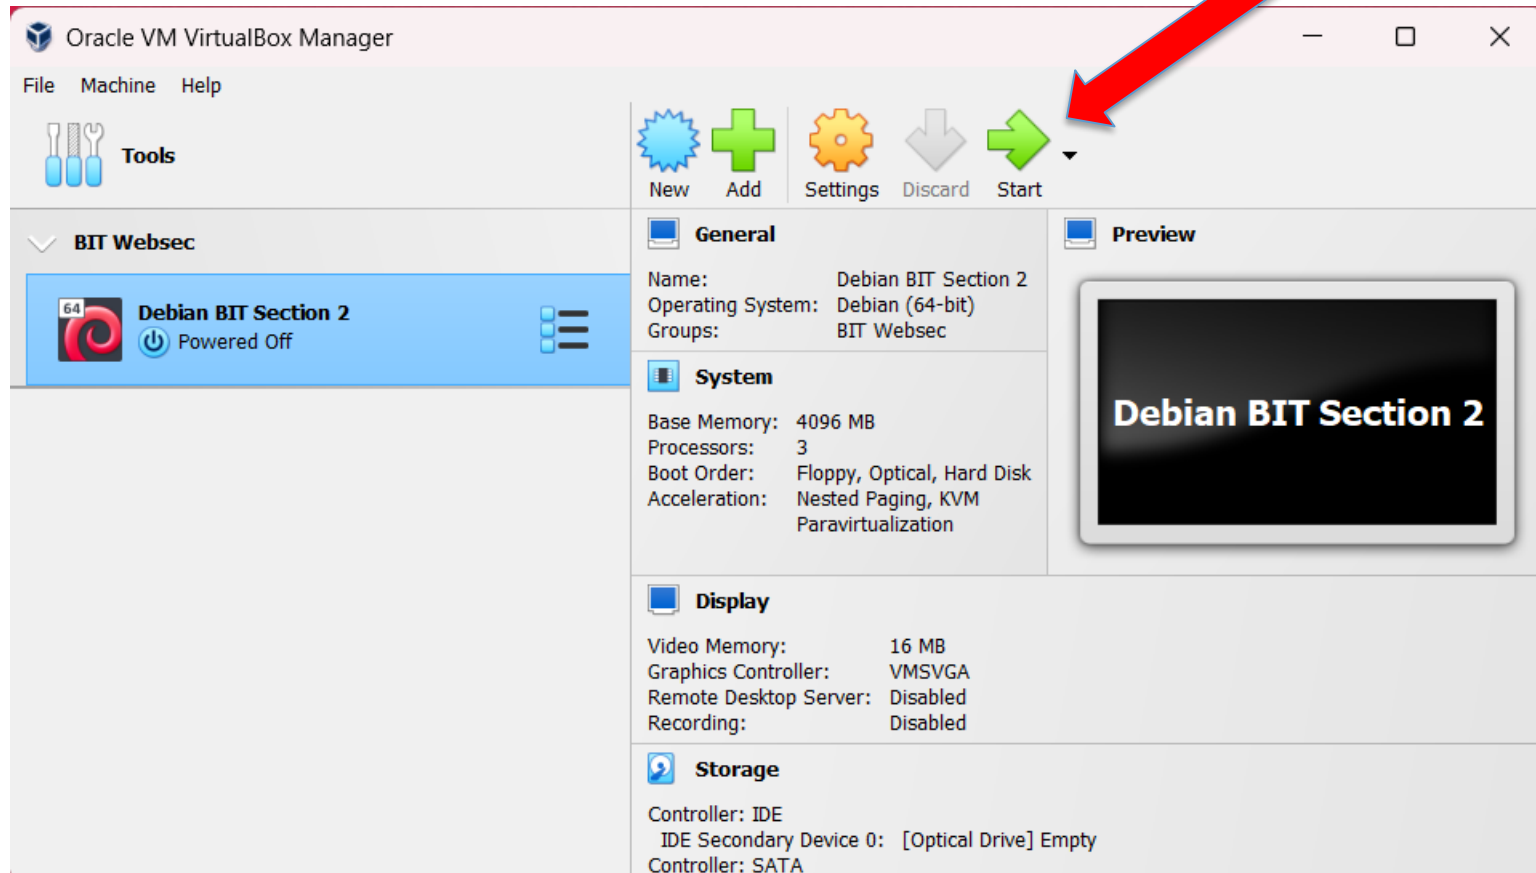 Oracle VM VirtualBox Manager
File Machine Help
Tools
New Add Settings Discard Start
BIT Websec
64
Debian BIT Section 2
Powered Off
General
Name: Debian BIT Section 2
Operating System: Debian (64-bit)
Groups: BIT Websec
System
Base Memory: 4096 MB
Processors: 3
Boot Order: Floppy, Optical, Hard Disk
Acceleration: Nested Paging, KVM
Paravirtualization
Preview
Debian BIT Section 2
Display
Video Memory: 16 MB
Graphics Controller: VMSVGA
Remote Desktop Server: Disabled
Recording: Disabled
Storage
Controller: IDE
IDE Secondary Device 0: [Optical Drive] Empty
Controller: SATA